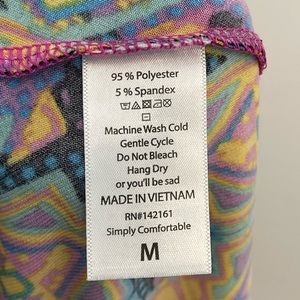 95 % Polyester
5 % Spandex
Machine Wash Cold
Gentle Cycle
Do Not Bleach
Hang Dry
or you'll be sad
MADE IN VIETNAM
RN#142161
Simply Comfortable
M